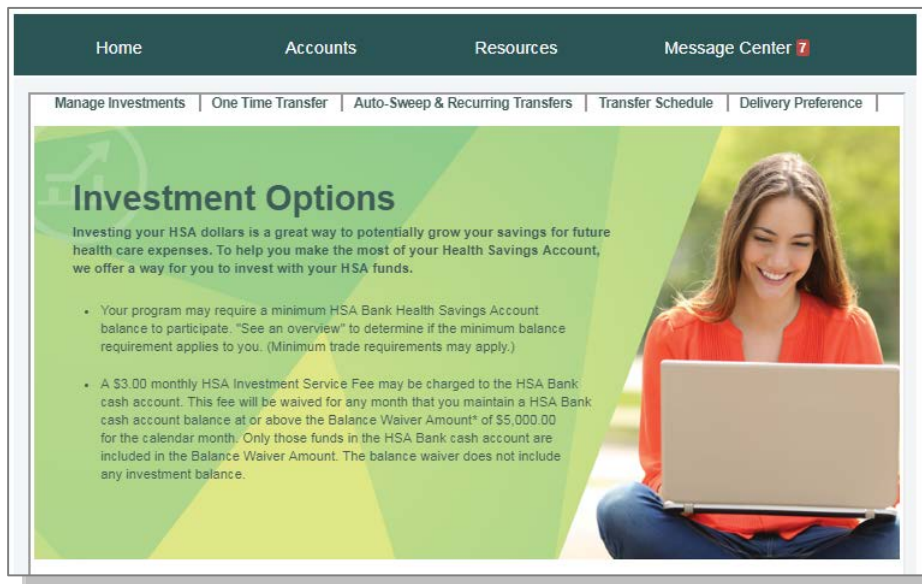 Home Accounts Resources Message Center 7
Manage Investments | One Time Transfer | Auto-Sweep & Recurring Transfers | Transfer Schedule | Delivery Preference |
Investment Options
Investing your HSA dollars is a great way to potentially grow your savings for future
health care expenses. To help you make the most of your Health Savings Account,
we offer a way for you to invest with your HSA funds.
• Your program may require a minimum HSA Bank Health Savings Account
balance to participate. "See an overview" to determine if the minimum balance
requirement applies to you. (Minimum trade requirements may apply.)
• A $3.00 monthly HSA Investment Service Fee may be charged to the HSA Bank
cash account. This fee will be waived for any month that you maintain a HSA Bank
cash account balance at or above the Balance Waiver Amount* of $5,000.00
for the calendar month. Only those funds in the HSA Bank cash account are
included in the Balance Waiver Amount. The balance waiver does not include
any investment balance.